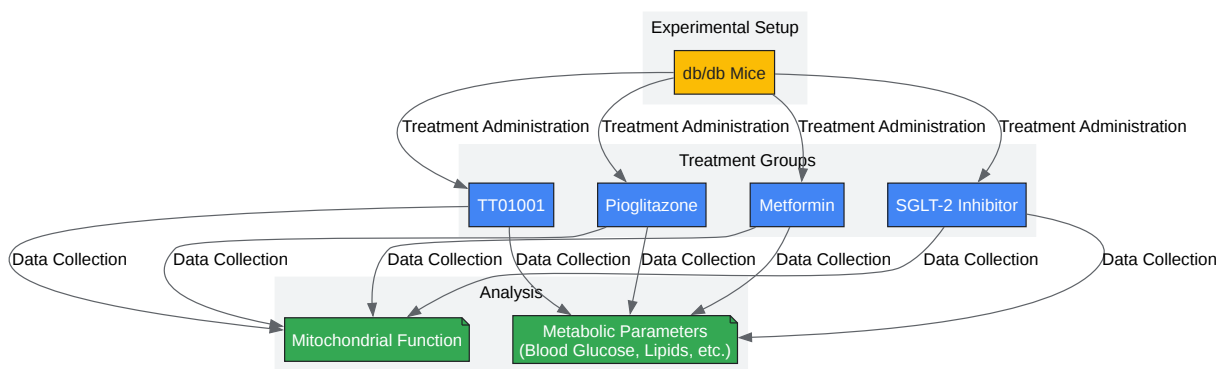 Experimental Setup
db/db Mice
Treatment Administration
Treatment Administration
Treatment Administration
Treatment Administration
Treatment Groups
TT01001
Pioglitazone
Metformin
SGLT-2 Inhibitor
Data Collection
Data Collection
Data Collection
Data Collection
Data Collection
Data Collection
Data Collection
Data Collection
Analysis
Mitochondrial Function
Metabolic Parameters
(Blood Glucose, Lipids, etc.)